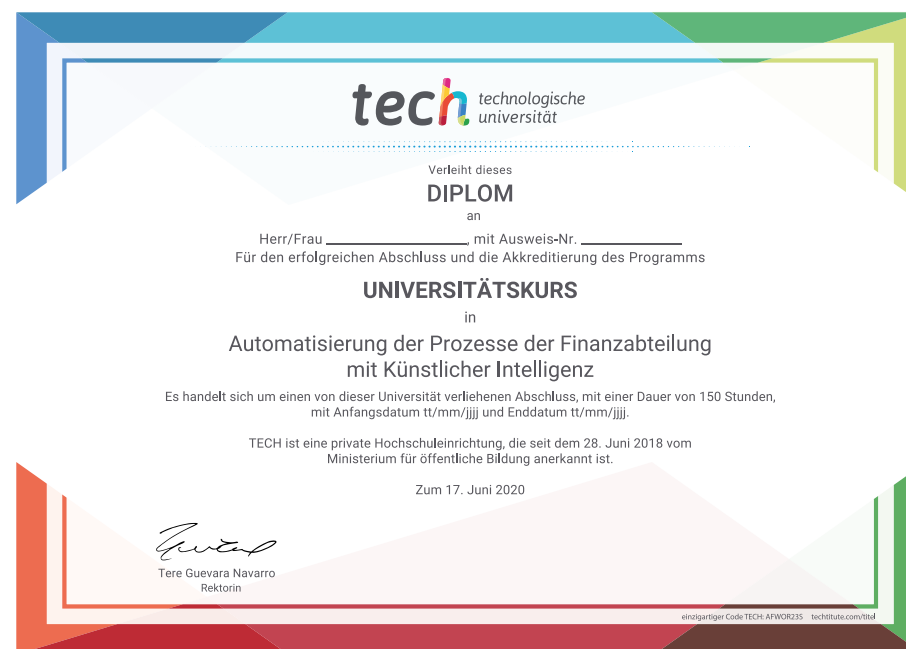 tech technologische
universität
Verleiht dieses
DIPLOM
an
Herr/Frau ____________________, mit Ausweis-Nr. ______________
Für den erfolgreichen Abschluss und die Akkreditierung des Programms
UNIVERSITÄTSKURS
in
Automatisierung der Prozesse der Finanzabteilung
mit Künstlicher Intelligenz
Es handelt sich um einen von dieser Universität verliehenen Abschluss, mit einer Dauer von 150 Stunden,
mit Anfangsdatum tt/mm/jjjj und Enddatum tt/mm/jjjj.
TECH ist eine private Hochschuleinrichtung, die seit dem 28. Juni 2018 vom
Ministerium für öffentliche Bildung anerkannt ist.
Zum 17. Juni 2020
Tere Guevara Navarro
Rektorin
einzigartiger Code TECH: AFWOR23S techtitute.com/titel